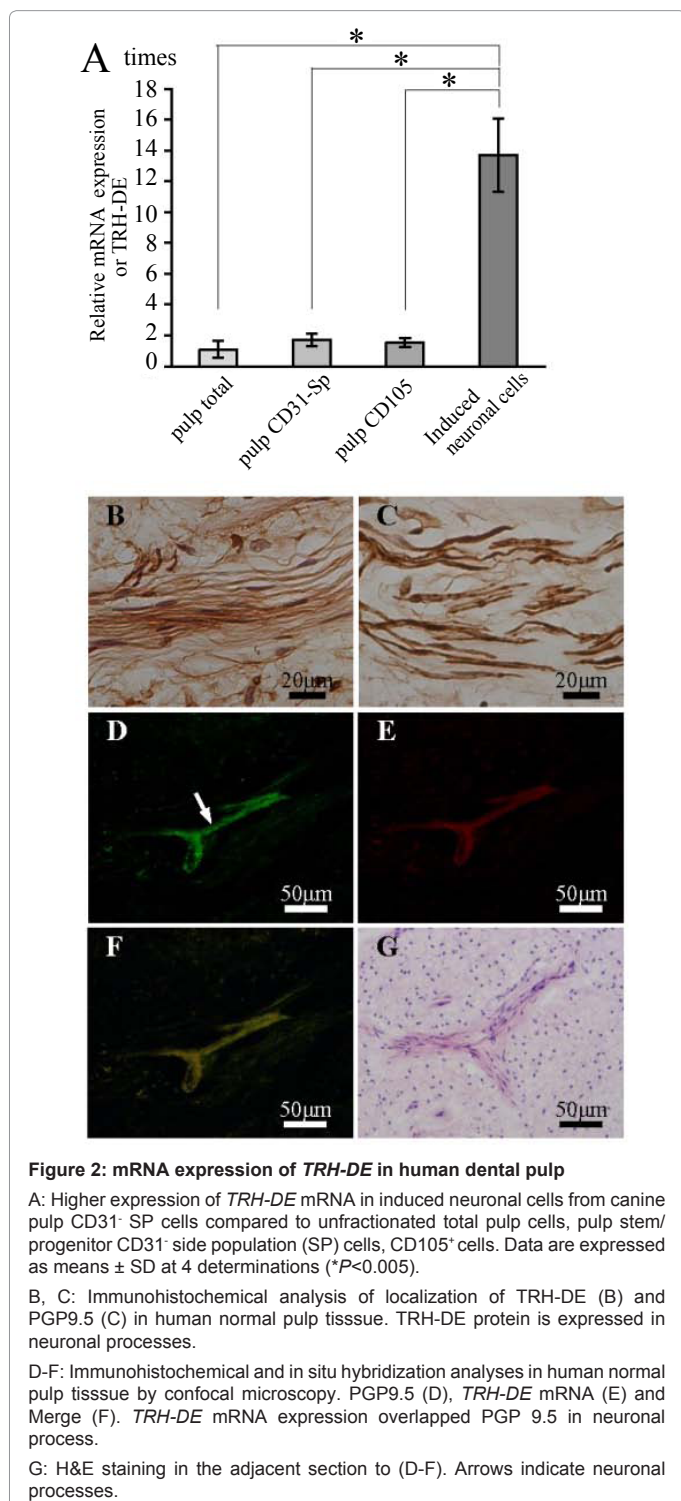 A
times
*
*
*
18
16
14
12
10
8
6
4
2
0
Relative mRNA expression
or TRH-DE
pulp total
pulp CD31-Sp
pulp CD105
Induced
neuronal cells
B
20μm
C
20μm
D
50μm
E
50μm
F
50μm
G
50μm
Figure 2: mRNA expression of TRH-DE in human dental pulp
A: Higher expression of TRH-DE mRNA in induced neuronal cells from canine
pulp CD31⁻ SP cells compared to unfractionated total pulp cells, pulp stem/
progenitor CD31⁻ side population (SP) cells, CD105⁺ cells. Data are expressed
as means ± SD at 4 determinations (*P<0.005).
B, C: Immunohistochemical analysis of localization of TRH-DE (B) and
PGP9.5 (C) in human normal pulp tisssue. TRH-DE protein is expressed in
neuronal processes.
D-F: Immunohistochemical and in situ hybridization analyses in human normal
pulp tisssue by confocal microscopy. PGP9.5 (D), TRH-DE mRNA (E) and
Merge (F). TRH-DE mRNA expression overlapped PGP 9.5 in neuronal
process.
G: H&E staining in the adjacent section to (D-F). Arrows indicate neuronal
processes.